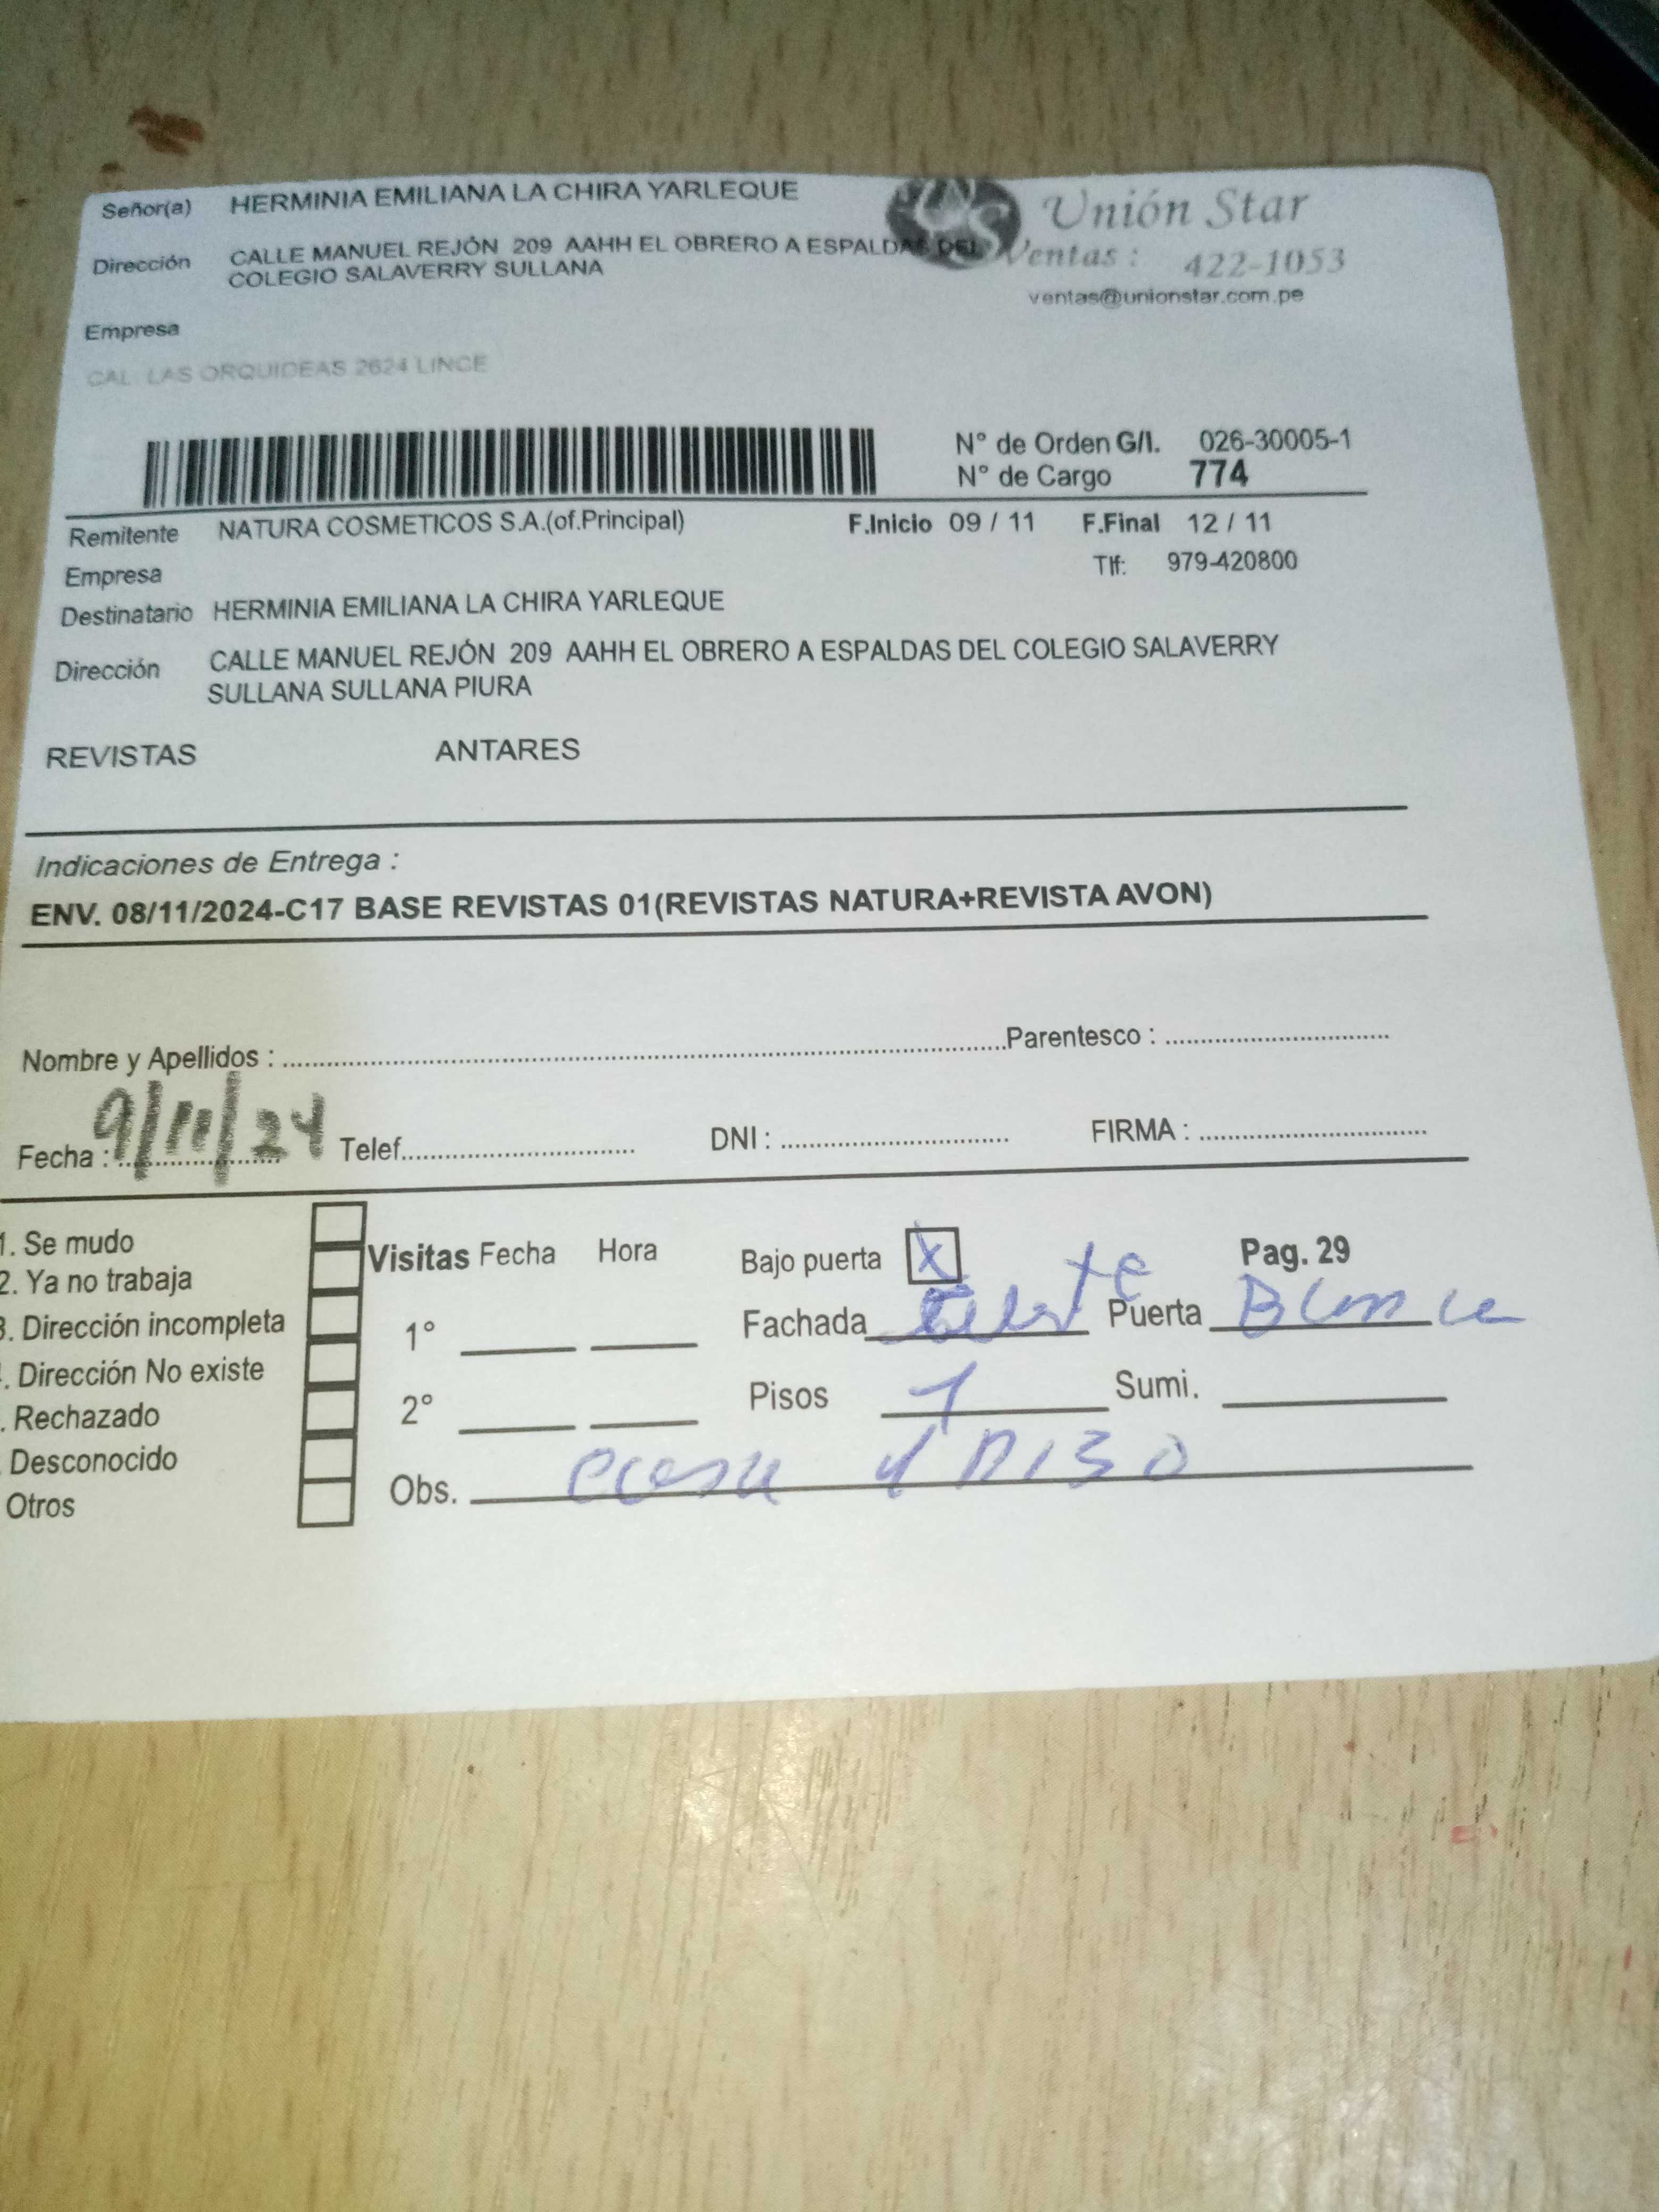 Señor(a) HERMINIA EMILIANA LA CHIRA YARLEQUE
Unión Star
Dirección CALLE MANUEL REJÓN 209 AAHH EL OBRERO A ESPALDAS DEL
COLEGIO SALAVERRY SULLANA
Ventas : 422-1053
ventas@unionstar.com.pe
Empresa
CAL. LAS ORQUIDEAS 2624 LINCE
N° de Orden G/I. 026-30005-1
N° de Cargo 774
Remitente NATURA COSMETICOS S.A.(of.Principal) F.Inicio 09 / 11 F.Final 12 / 11
Empresa Tlf: 979-420800
Destinatario HERMINIA EMILIANA LA CHIRA YARLEQUE
Dirección CALLE MANUEL REJÓN 209 AAHH EL OBRERO A ESPALDAS DEL COLEGIO SALAVERRY
SULLANA SULLANA PIURA
REVISTAS ANTARES
Indicaciones de Entrega :
ENV. 08/11/2024-C17 BASE REVISTAS 01(REVISTAS NATURA+REVISTA AVON)
Nombre y Apellidos : Parentesco :
Fecha : 9/11/24 Telef. DNI : FIRMA :
1. Se mudo
2. Ya no trabaja
3. Dirección incompleta
. Dirección No existe
. Rechazado
Desconocido
Otros
Visitas Fecha Hora
1°
2°
Bajo puerta X Pag. 29
Fachada Puerta Blanca
Pisos 1 Sumi.
Obs. casa 1 piso